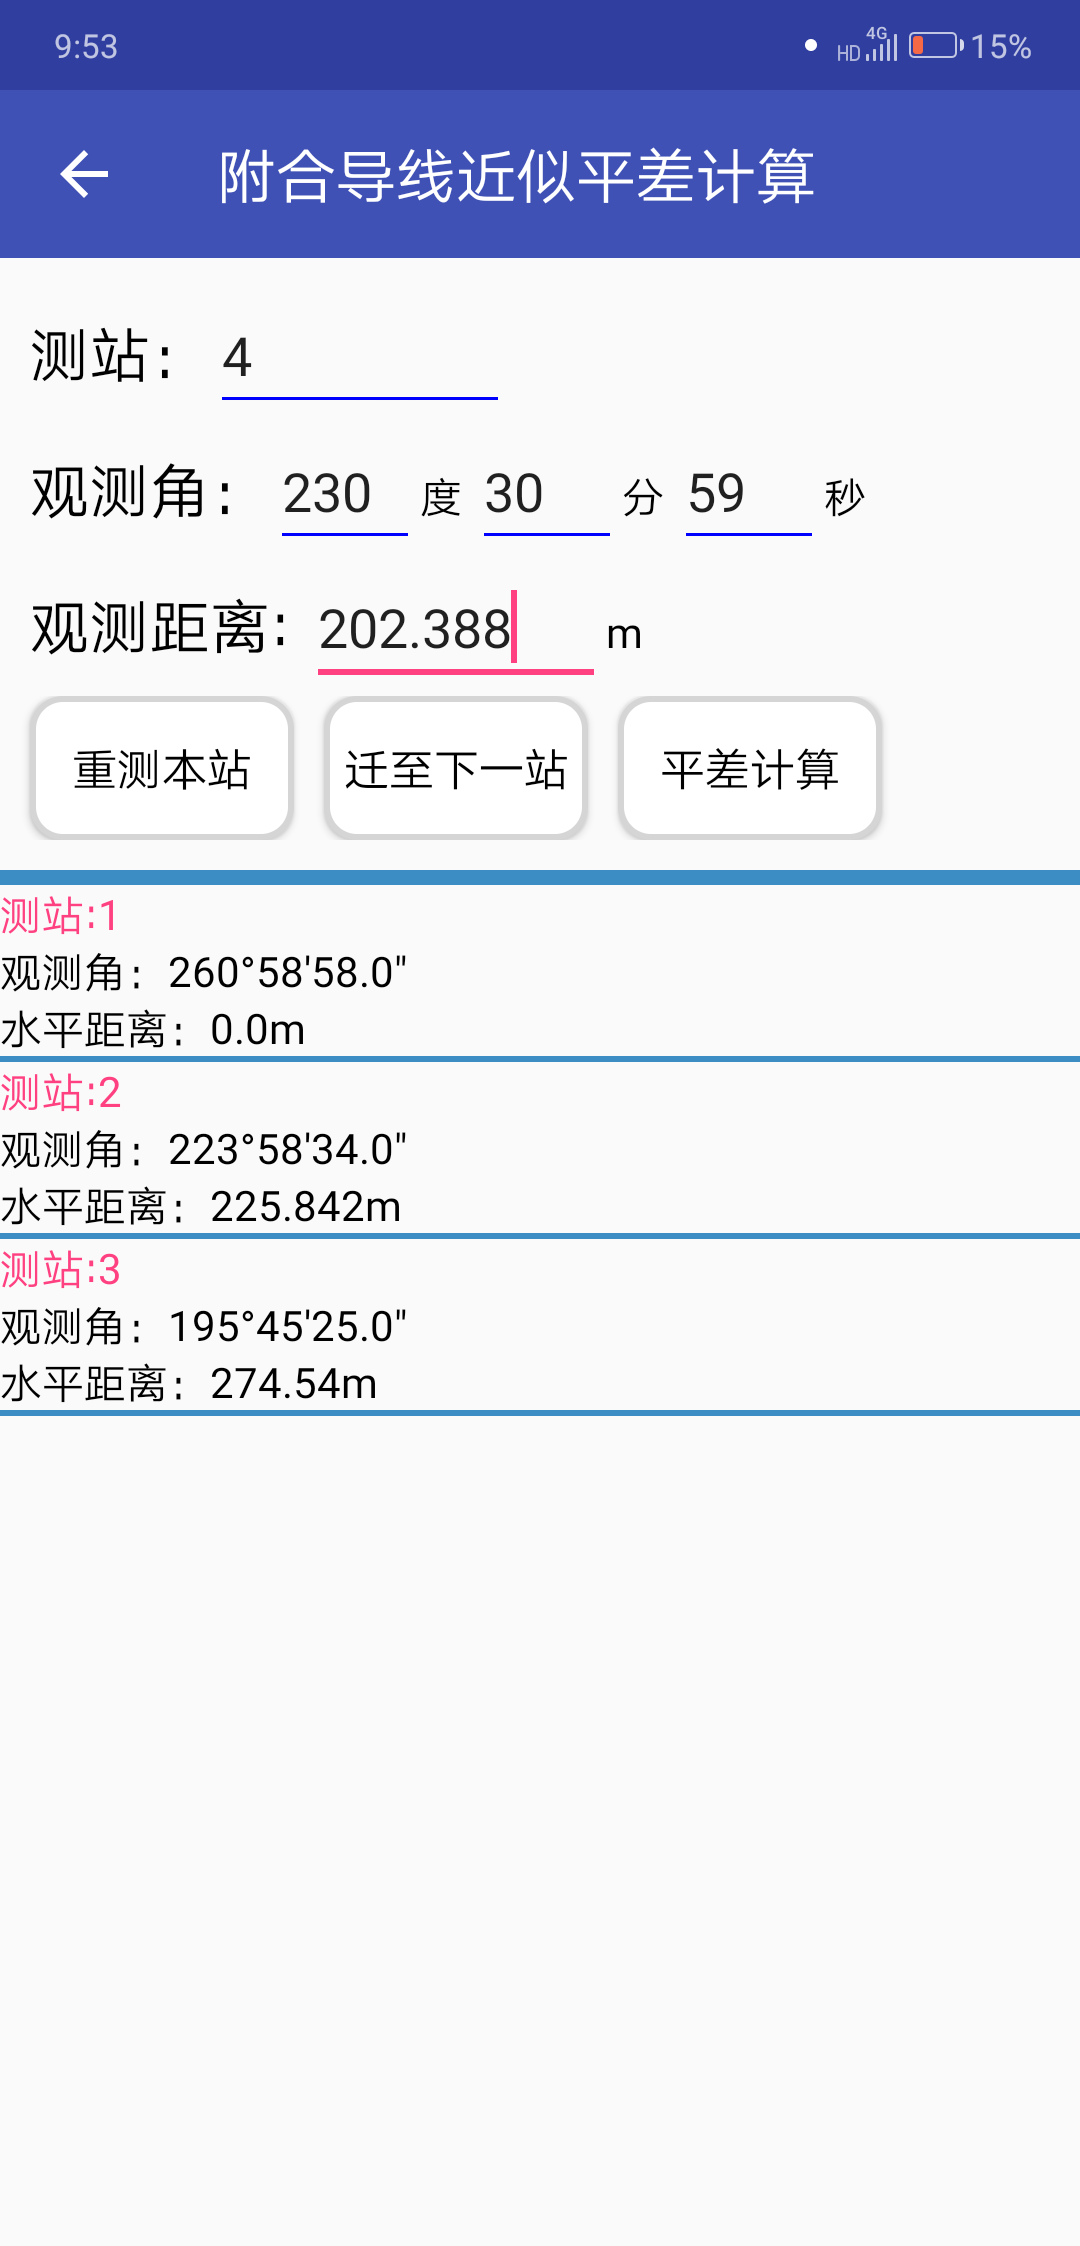 9:53 HD 4G 15%
附合导线近似平差计算
测站： 4
观测角： 230 度 30 分 59 秒
观测距离: 202.388 m
重测本站 迁至下一站 平差计算
测站:1
观测角： 260°58'58.0"
水平距离： 0.0m
测站:2
观测角： 223°58'34.0"
水平距离： 225.842m
测站:3
观测角： 195°45'25.0"
水平距离： 274.54m